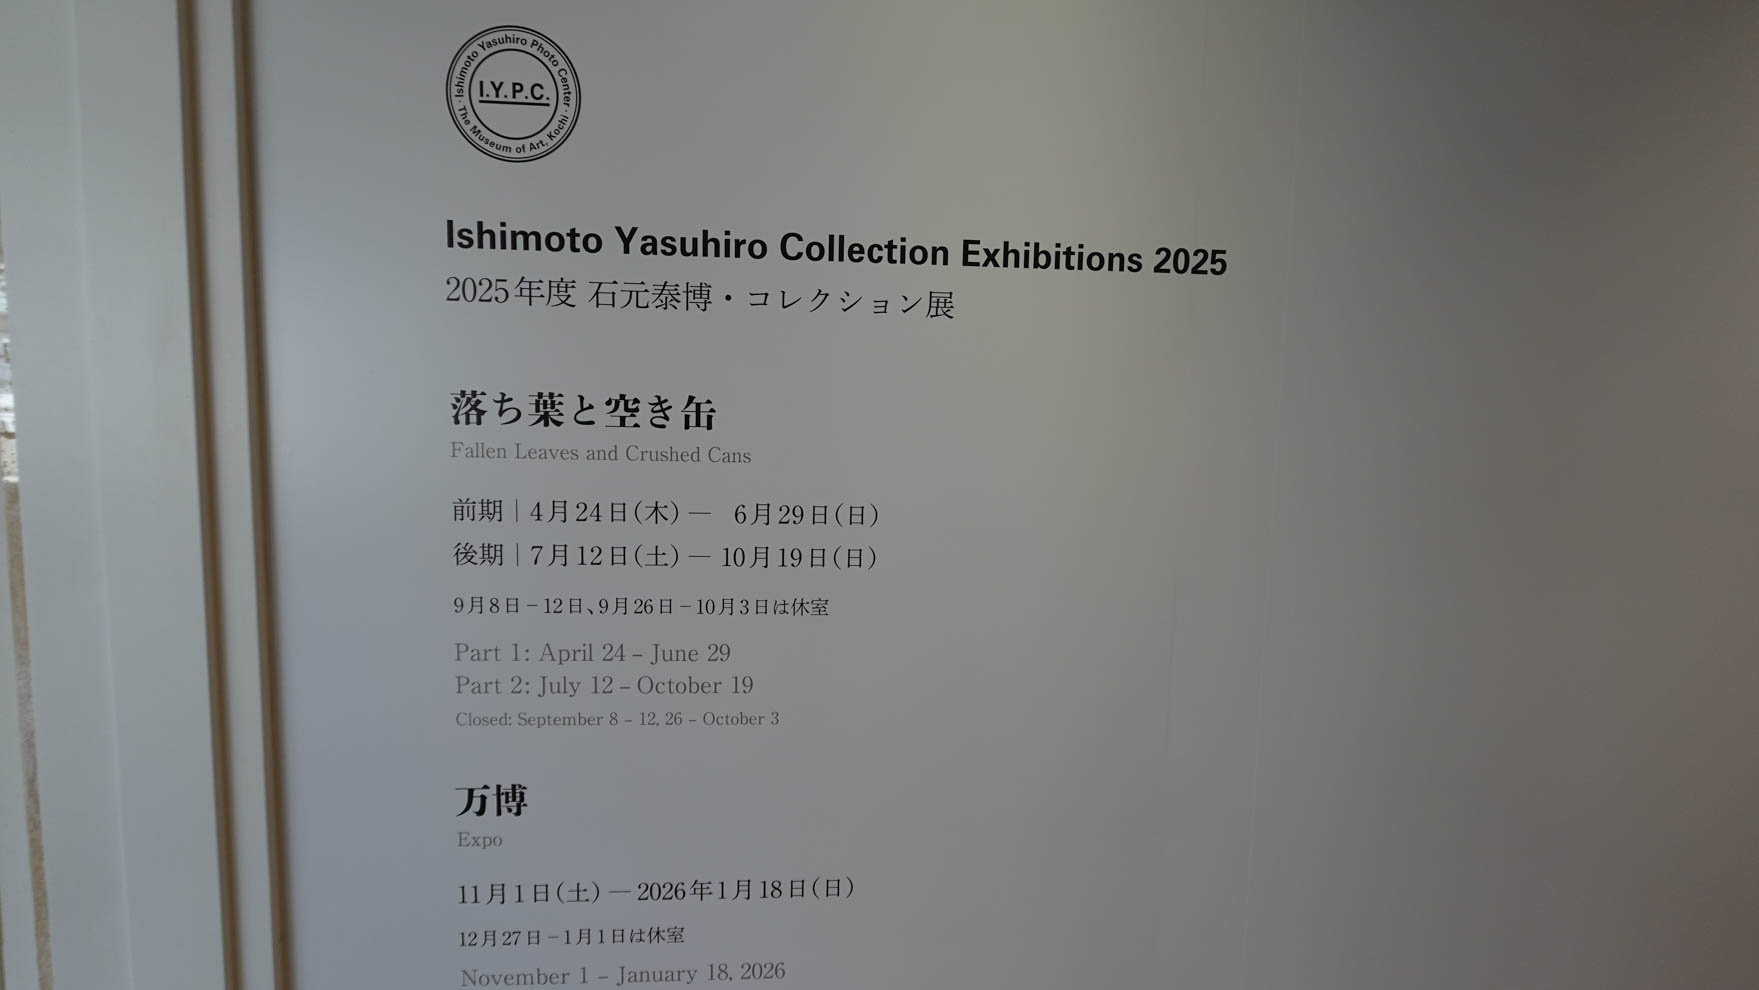 Ishimoto Yasuhiro Photo Center
I.Y.P.C.
The Museum of Art, Kochi
Ishimoto Yasuhiro Collection Exhibitions 2025
2025年度 石元泰博・コレクション展
落ち葉と空き缶
Fallen Leaves and Crushed Cans
前期｜4月24日(木) — 6月29日(日)
後期｜7月12日(土) — 10月19日(日)
9月8日–12日、9月26日–10月3日は休室
Part 1: April 24 – June 29
Part 2: July 12 – October 19
Closed: September 8 – 12, 26 – October 3
万博
Expo
11月1日(土) — 2026年1月18日(日)
12月27日–1月1日は休室
November 1 – January 18, 2026